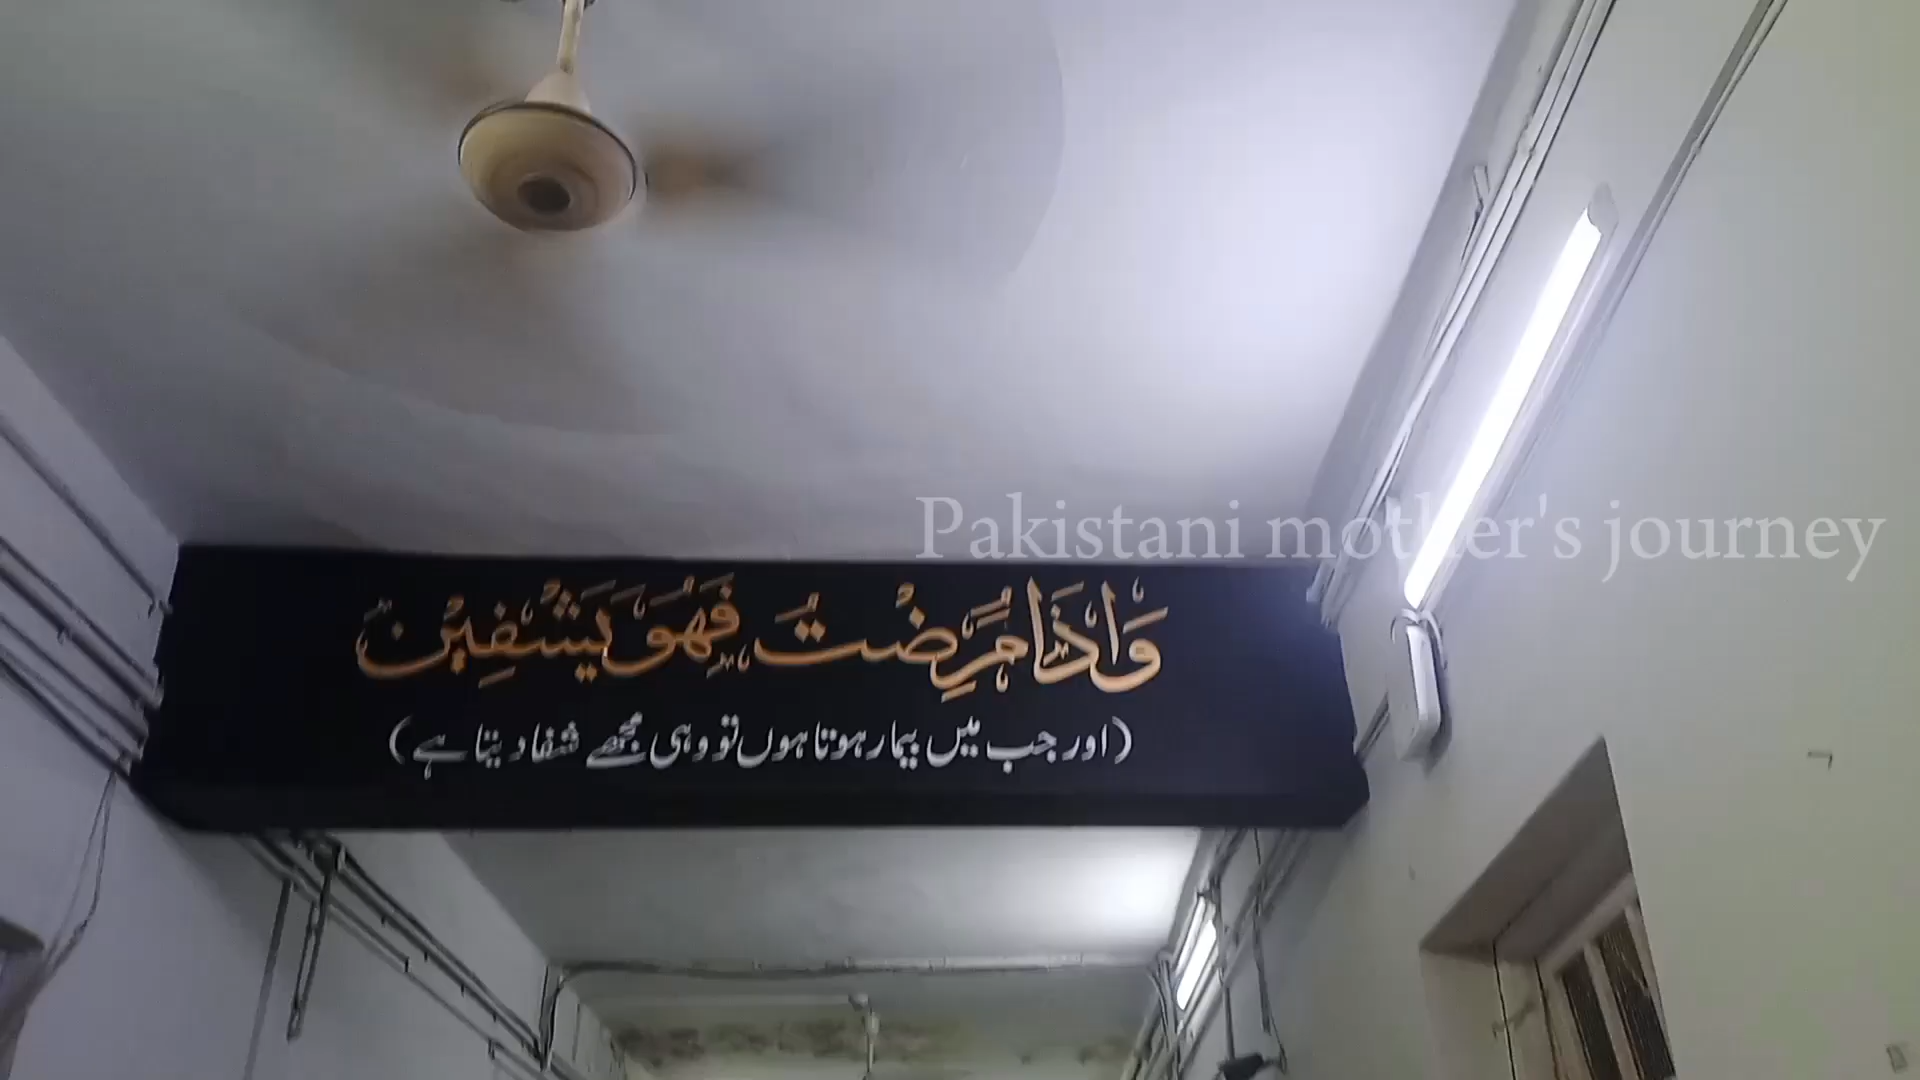 Pakistani mother's journey
وَاِذَا مَرِضْتُ فَهُوَ يَشْفِيْنِ
(اور جب میں بیمار ہوتا ہوں تو وہی مجھے شفا دیتا ہے)